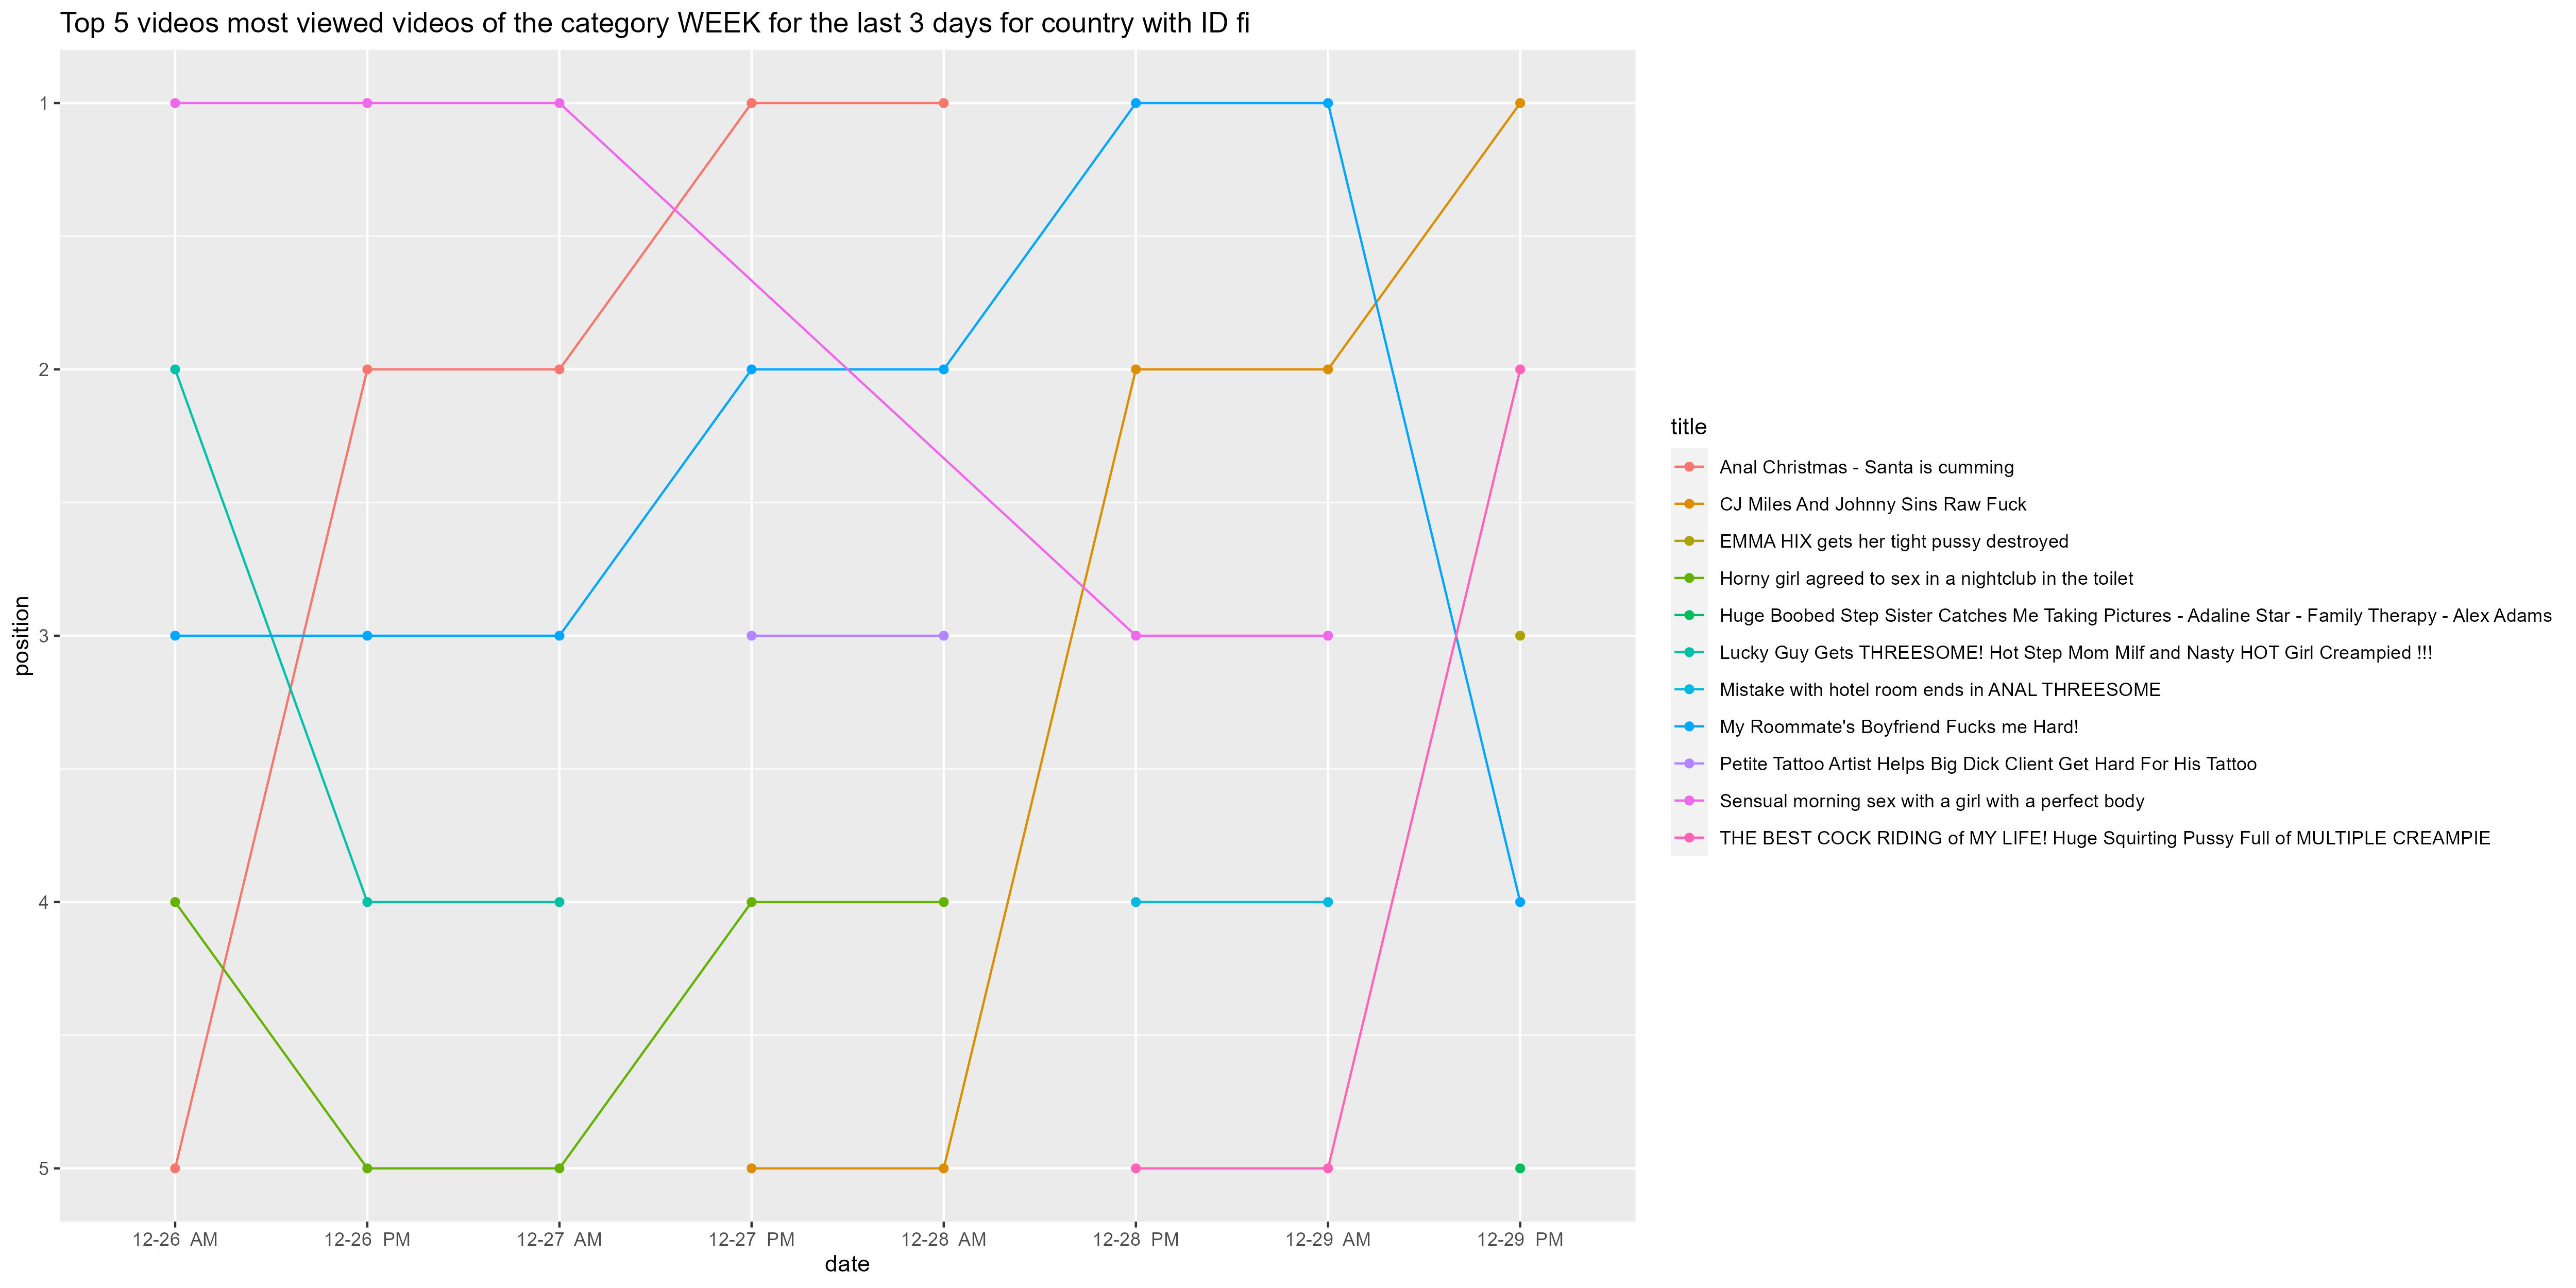 Top 5 videos most viewed videos of the category WEEK for the last 3 days for country with ID fi
1
2
3
4
5
position
12-26 AM
12-26 PM
12-27 AM
12-27 PM
12-28 AM
12-28 PM
12-29 AM
12-29 PM
date
title
Anal Christmas - Santa is cumming
CJ Miles And Johnny Sins Raw Fuck
EMMA HIX gets her tight pussy destroyed
Horny girl agreed to sex in a nightclub in the toilet
Huge Boobed Step Sister Catches Me Taking Pictures - Adaline Star - Family Therapy - Alex Adams
Lucky Guy Gets THREESOME! Hot Step Mom Milf and Nasty HOT Girl Creampied !!!
Mistake with hotel room ends in ANAL THREESOME
My Roommate's Boyfriend Fucks me Hard!
Petite Tattoo Artist Helps Big Dick Client Get Hard For His Tattoo
Sensual morning sex with a girl with a perfect body
THE BEST COCK RIDING of MY LIFE! Huge Squirting Pussy Full of MULTIPLE CREAMPIE